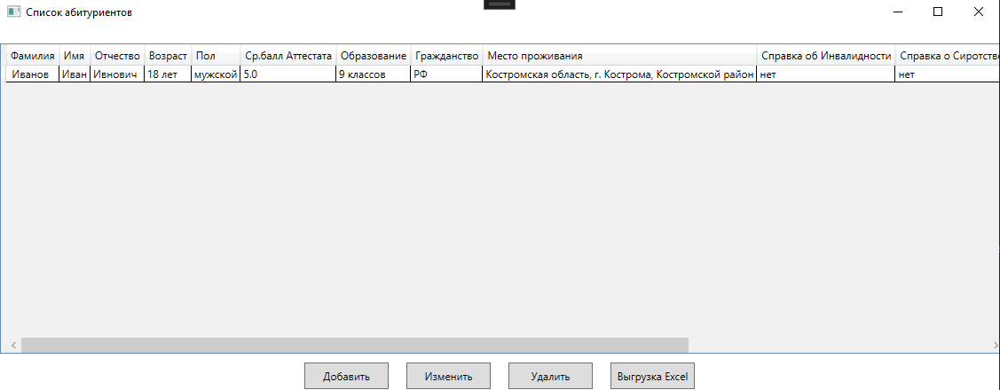 Список абитуриентов
Фамилия Имя Отчество Возраст Пол Ср.балл Аттестата Образование Гражданство Место проживания Справка об Инвалидности Справка о Сиротстве
Иванов Иван Ивнович 18 лет мужской 5.0 9 классов РФ Костромская область, г. Кострома, Костромской район нет нет
Добавить Изменить Удалить Выгрузка Excel